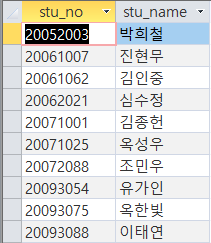 stu_no stu_name
20052003 박희철
20061007 진현무
20061062 김인중
20062021 심수정
20071001 김종헌
20071025 옥성우
20072088 조민우
20093054 유가인
20093075 옥한빛
20093088 이태연